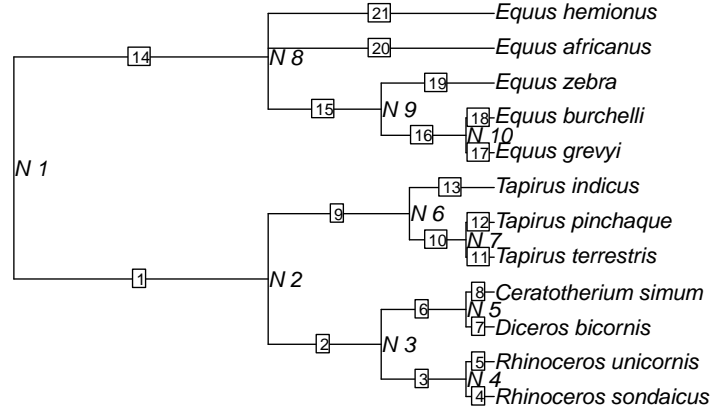 21 Equus hemionus
20 Equus africanus
14 N 8
19 Equus zebra
15 N 9
18 Equus burchelli
16 N 10
17 Equus grevyi
N 1
13 Tapirus indicus
9 N 6
12 Tapirus pinchaque
10 N 7
11 Tapirus terrestris
1 N 2
8 Ceratotherium simum
6 N 5
7 Diceros bicornis
2 N 3
5 Rhinoceros unicornis
3 N 4
4 Rhinoceros sondaicus